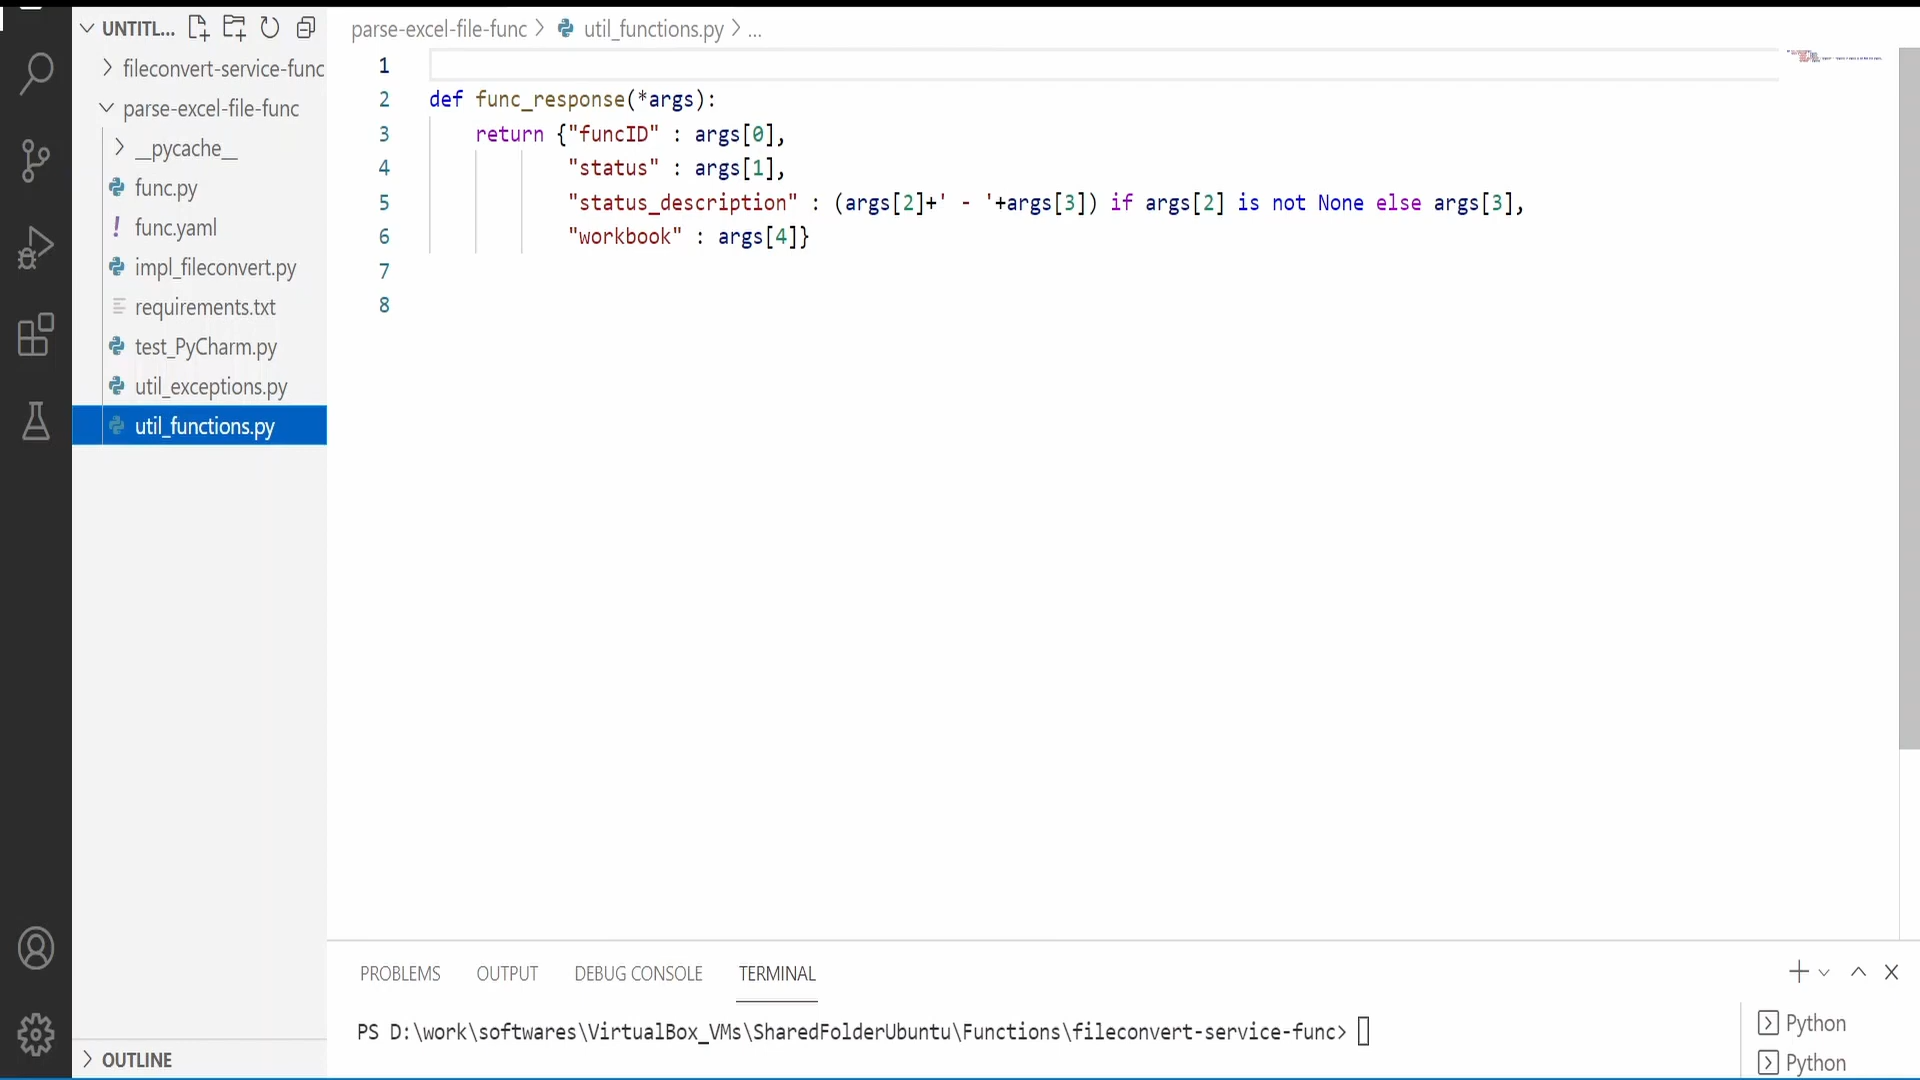 UNTITL...
fileconvert-service-func
parse-excel-file-func
__pycache__
func.py
func.yaml
impl_fileconvert.py
requirements.txt
test_PyCharm.py
util_exceptions.py
util_functions.py
OUTLINE
parse-excel-file-func > util_functions.py > ...
1
2 def func_response(*args):
3 return {"funcID" : args[0],
4 "status" : args[1],
5 "status_description" : (args[2]+' - '+args[3]) if args[2] is not None else args[3],
6 "workbook" : args[4]}
7
8
PROBLEMS OUTPUT DEBUG CONSOLE TERMINAL
PS D:\work\softwares\VirtualBox_VMs\SharedFolderUbuntu\Functions\fileconvert-service-func>
Python
Python